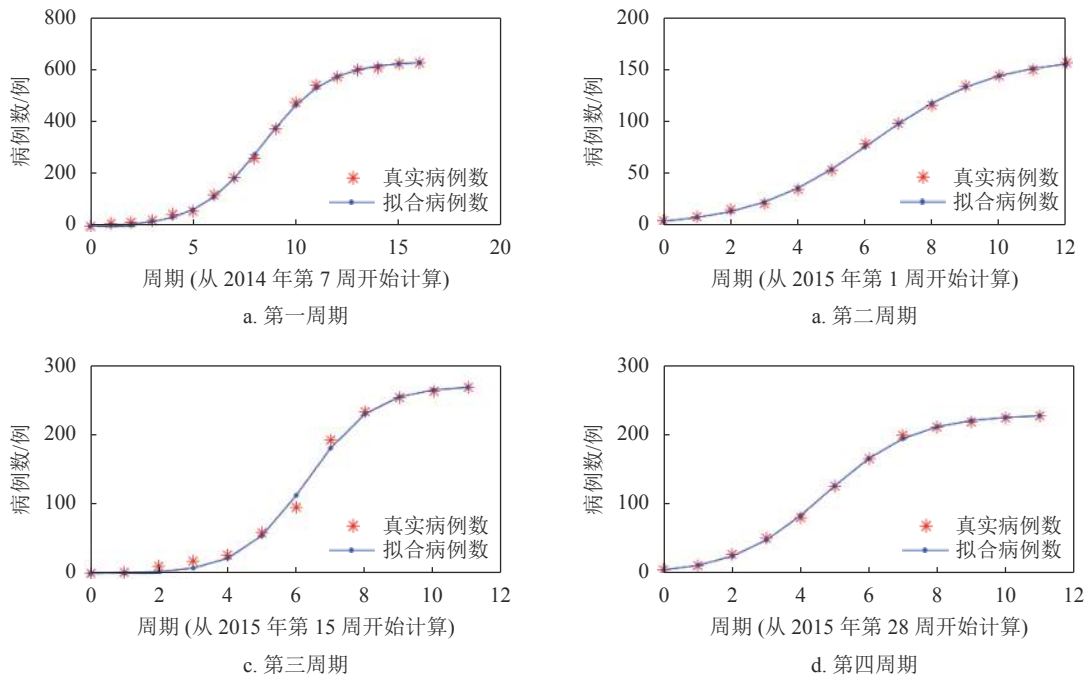 800
600
400
200
0
病例数/例
真实病例数
拟合病例数
0 5 10 15 20
周期 (从 2014 年第 7 周开始计算)
a. 第一周期
200
150
100
50
0
病例数/例
真实病例数
拟合病例数
0 2 4 6 8 10 12
周期 (从 2015 年第 1 周开始计算)
a. 第二周期
300
200
100
0
病例数/例
真实病例数
拟合病例数
0 2 4 6 8 10 12
周期 (从 2015 年第 15 周开始计算)
c. 第三周期
300
200
100
0
病例数/例
真实病例数
拟合病例数
0 2 4 6 8 10 12
周期 (从 2015 年第 28 周开始计算)
d. 第四周期